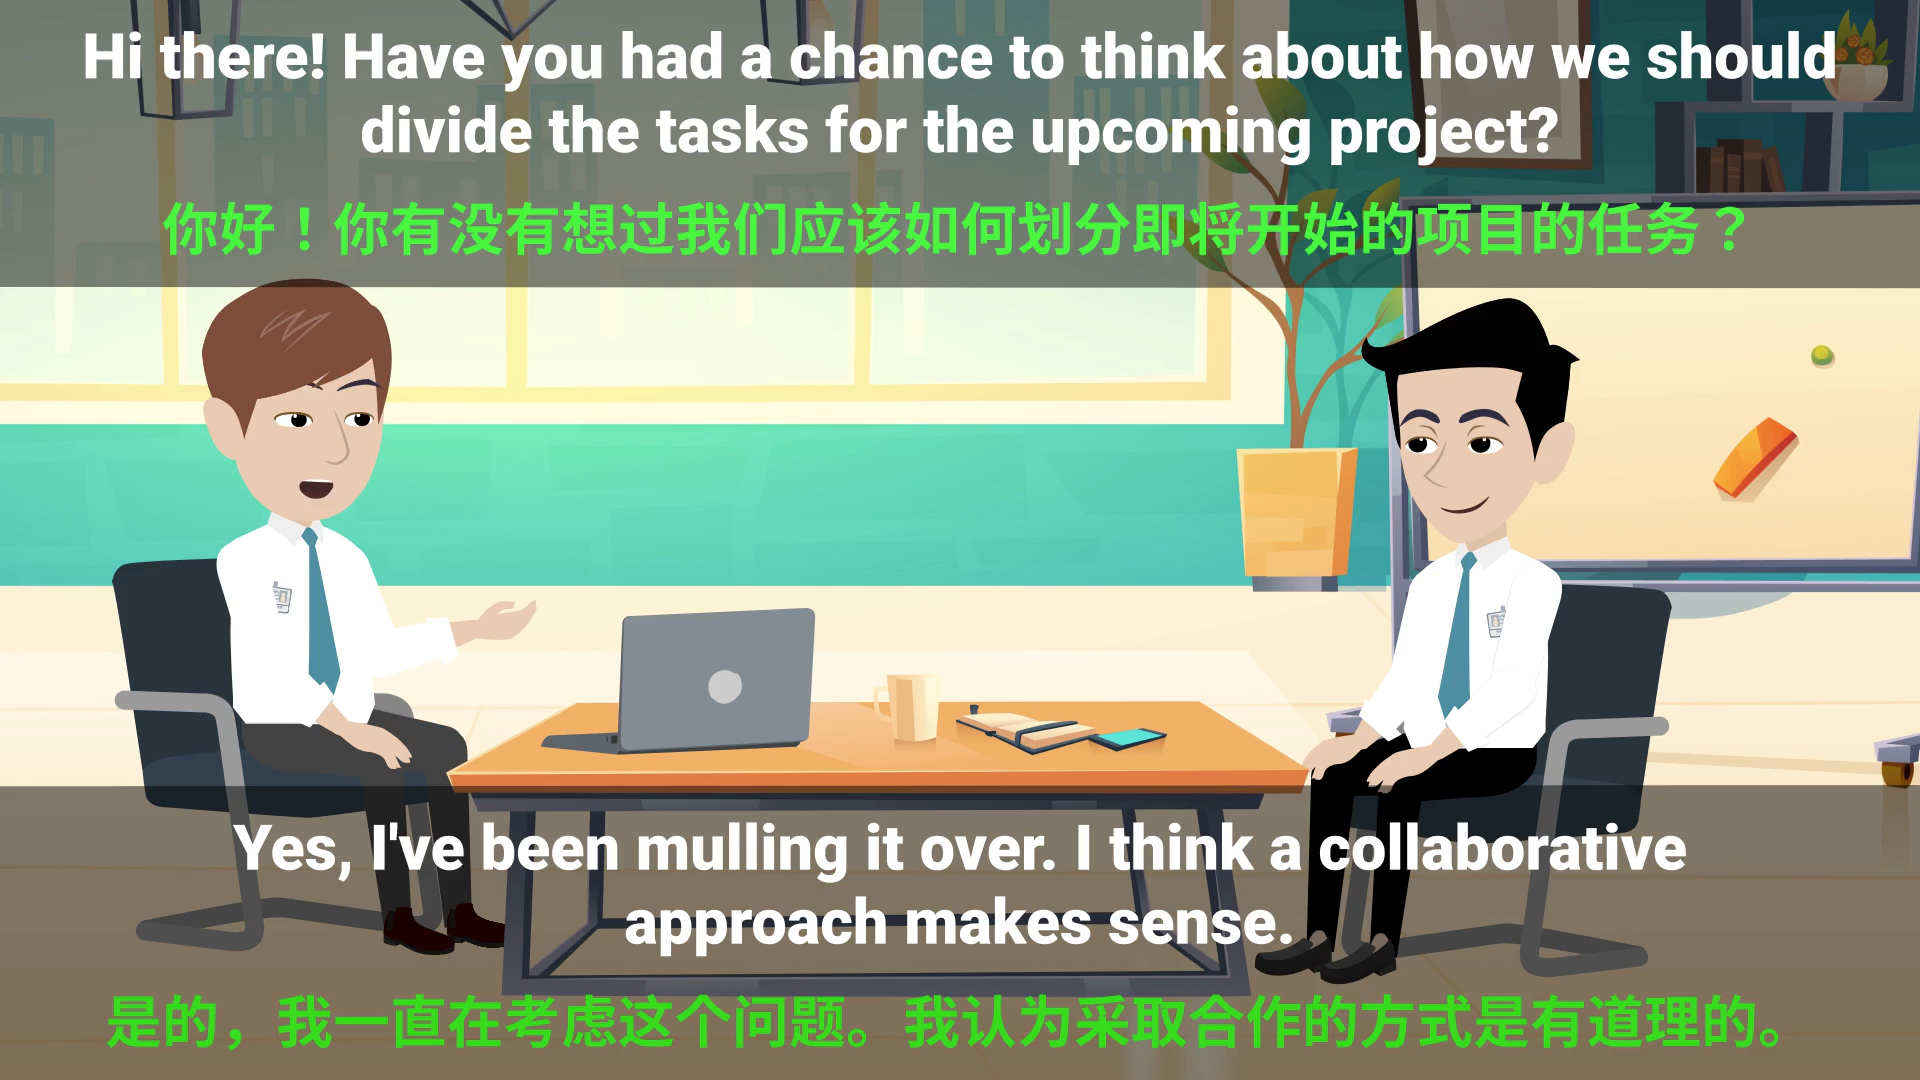 Hi there! Have you had a chance to think about how we should
divide the tasks for the upcoming project?
你好！你有没有想过我们应该如何划分即将开始的项目的任务？
Yes, I've been mulling it over. I think a collaborative
approach makes sense.
是的，我一直在考虑这个问题。 我认为采取合作的方式是有道理的。